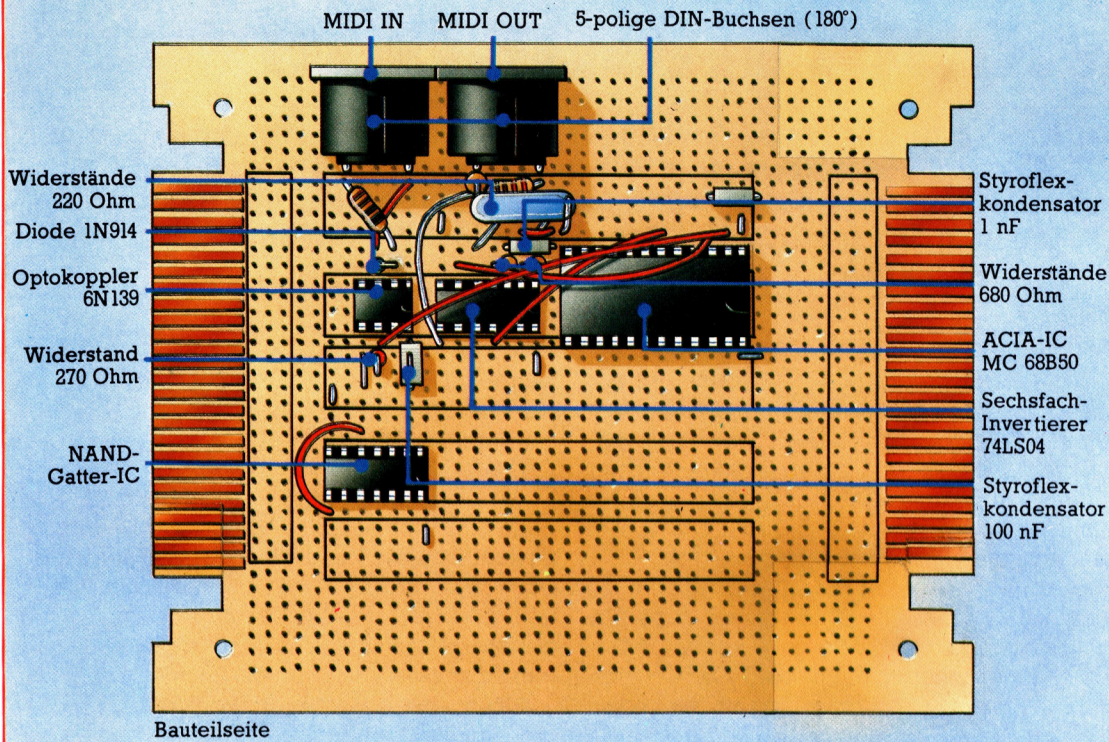 MIDI IN
MIDI OUT
5-polige DIN-Buchsen (180°)
Widerstände
220 Ohm
Diode 1N914
Optokoppler
6N139
Widerstand
270 Ohm
NAND-
Gatter-IC
Styroflex-
kondensator
1 nF
Widerstände
680 Ohm
ACIA-IC
MC 68B50
Sechsfach-
Invertierer
74LS04
Styroflex-
kondensator
100 nF
Bauteilseite